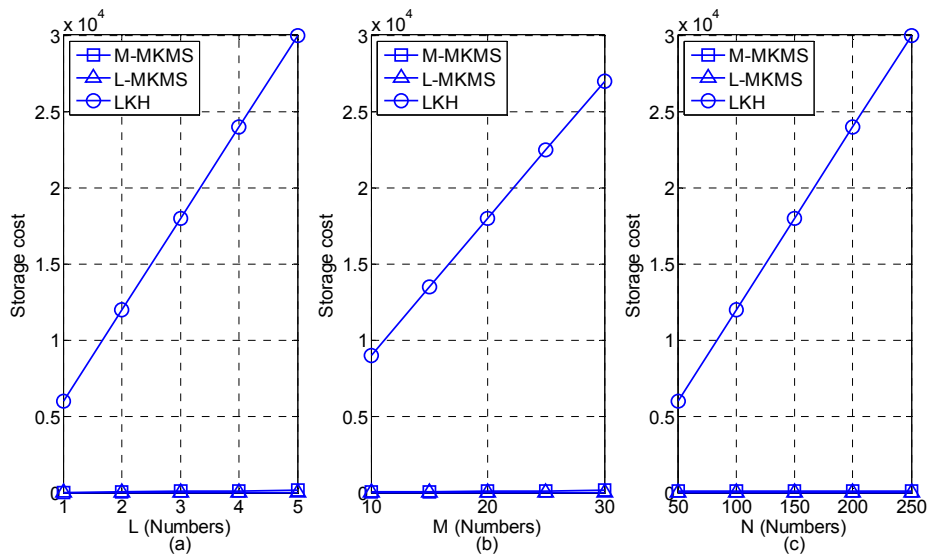 x 10^4
3
2.5
2
1.5
1
0.5
0
Storage cost
M-MKMS
L-MKMS
LKH
1 2 3 4 5
L (Numbers)
(a)
x 10^4
3
2.5
2
1.5
1
0.5
0
Storage cost
M-MKMS
L-MKMS
LKH
10 20 30
M (Numbers)
(b)
x 10^4
3
2.5
2
1.5
1
0.5
0
Storage cost
M-MKMS
L-MKMS
LKH
50 100 150 200 250
N (Numbers)
(c)